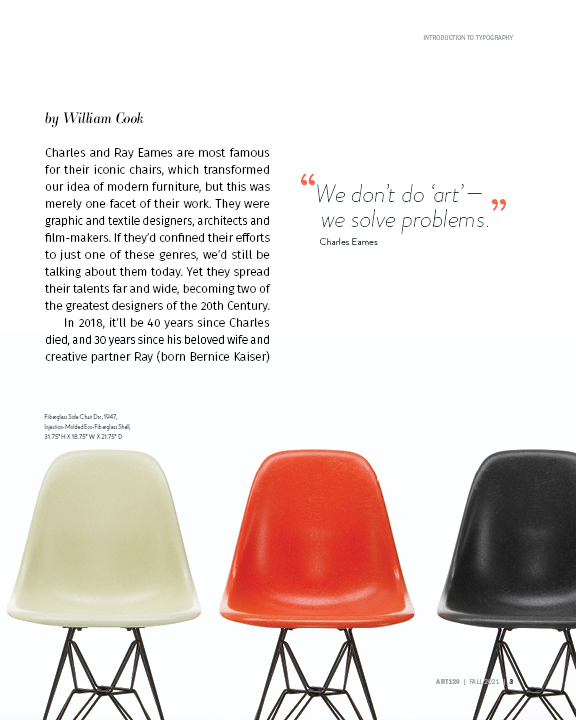 INTRODUCTION TO TYPOGRAPHY
by William Cook
Charles and Ray Eames are most famous
for their iconic chairs, which transformed
our idea of modern furniture, but this was
merely one facet of their work. They were
graphic and textile designers, architects and
film-makers. If they’d confined their efforts
to just one of these genres, we’d still be
talking about them today. Yet they spread
their talents far and wide, becoming two of
the greatest designers of the 20th Century.
In 2018, it’ll be 40 years since Charles
died, and 30 years since his beloved wife and
creative partner Ray (born Bernice Kaiser)
“We don’t do ‘art’—
we solve problems.”
Charles Eames
Fiberglass Side Chair Dsr, 1947,
Injection-Molded Eco-Fiberglass Shell,
31.75" H X 18.75" W X 21.75" D
ART120 | FALL 2021 | 3